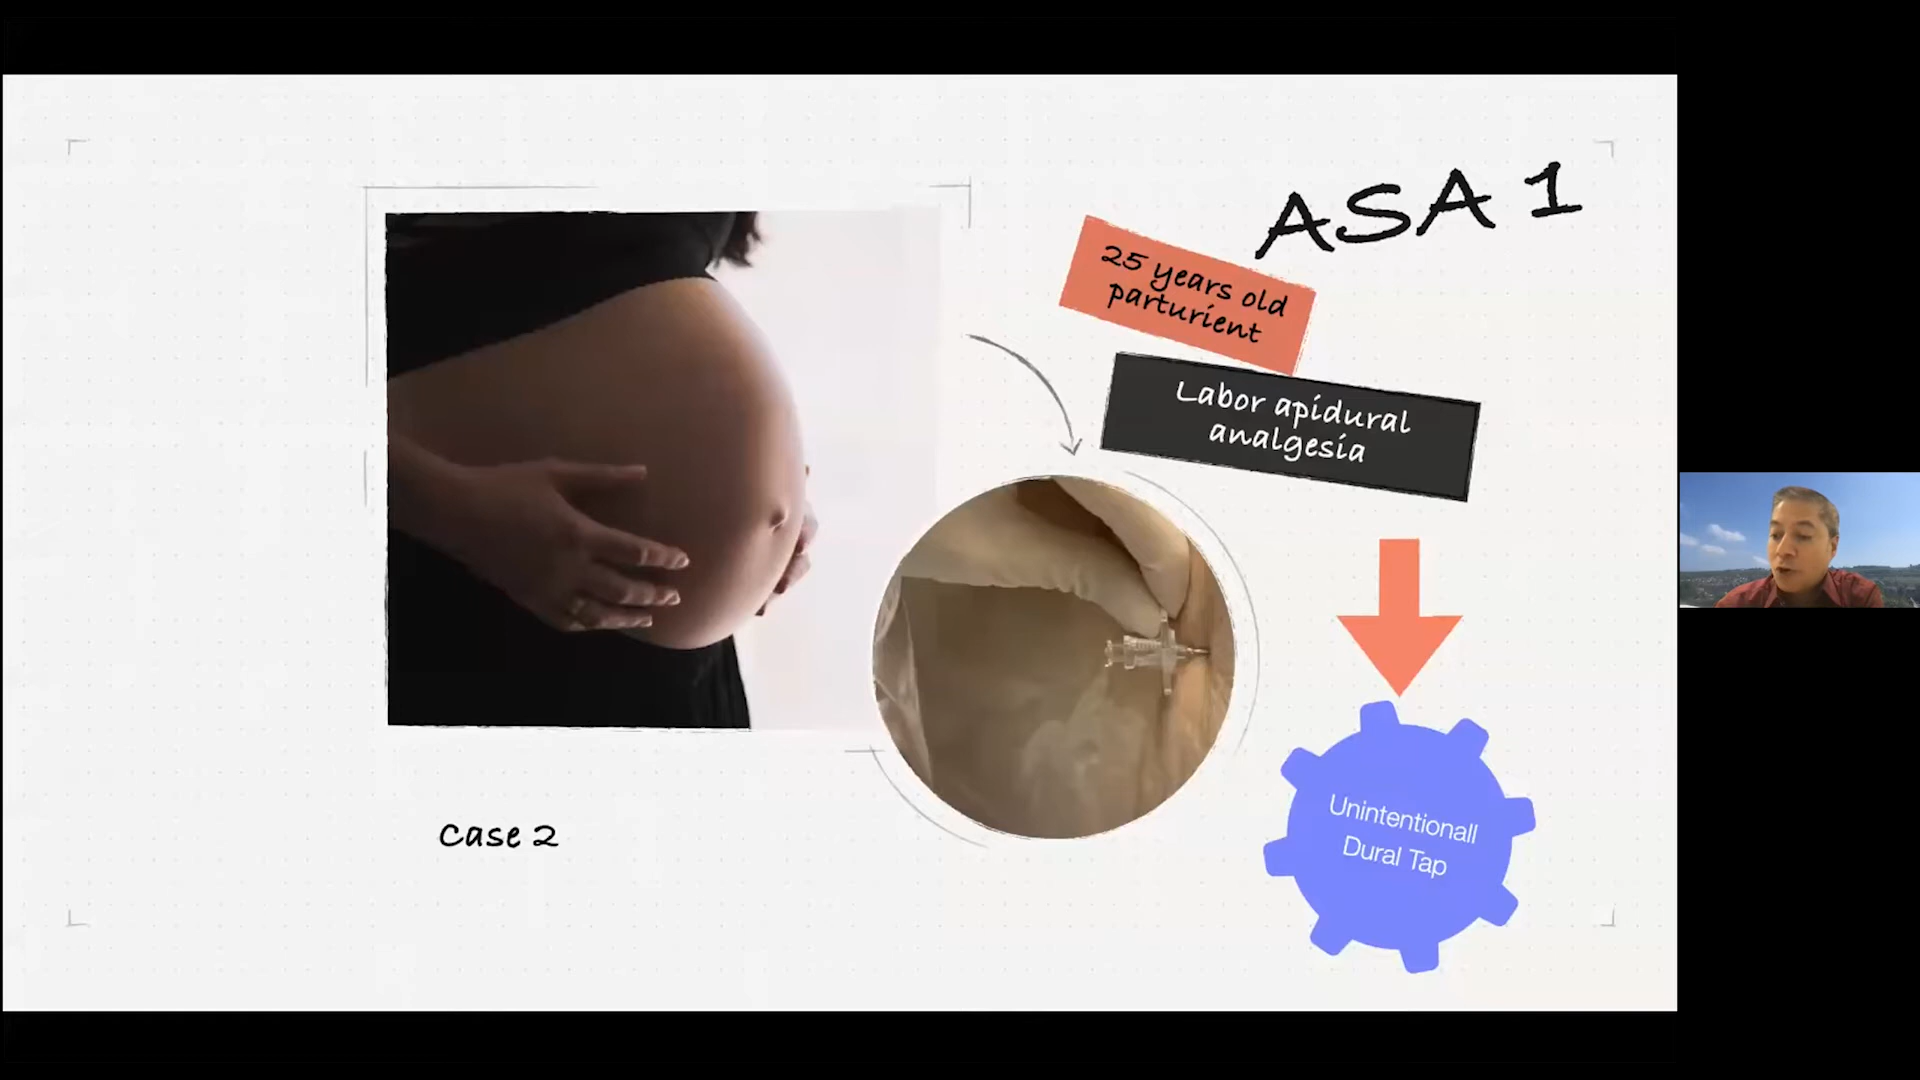 ASA 1
25 years old
parturient
Labor apidural
analgesia
Unintentionall
Dural Tap
Case 2